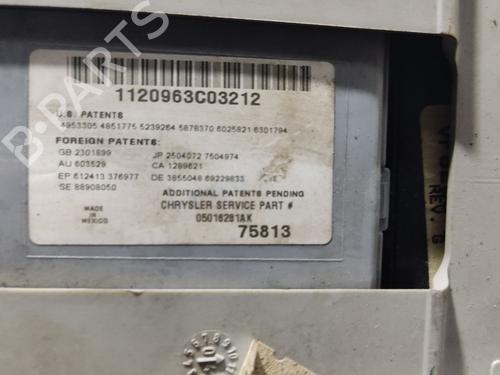 1120963C03212
U.S. PATENTS
4953305 4851775 5239264 5878370 6025821 6301794
FOREIGN PATENTS:
GB 2301899 JP 2504072 7504974
AU 603529 CA 1289621
EP 612413 376977 DE 3855048 69229833
SE 88908050
ADDITIONAL PATENTS PENDING
MADE IN MEXICO
CHRYSLER SERVICE PART #
05016281AK
75813
REV. G
B-PARTS